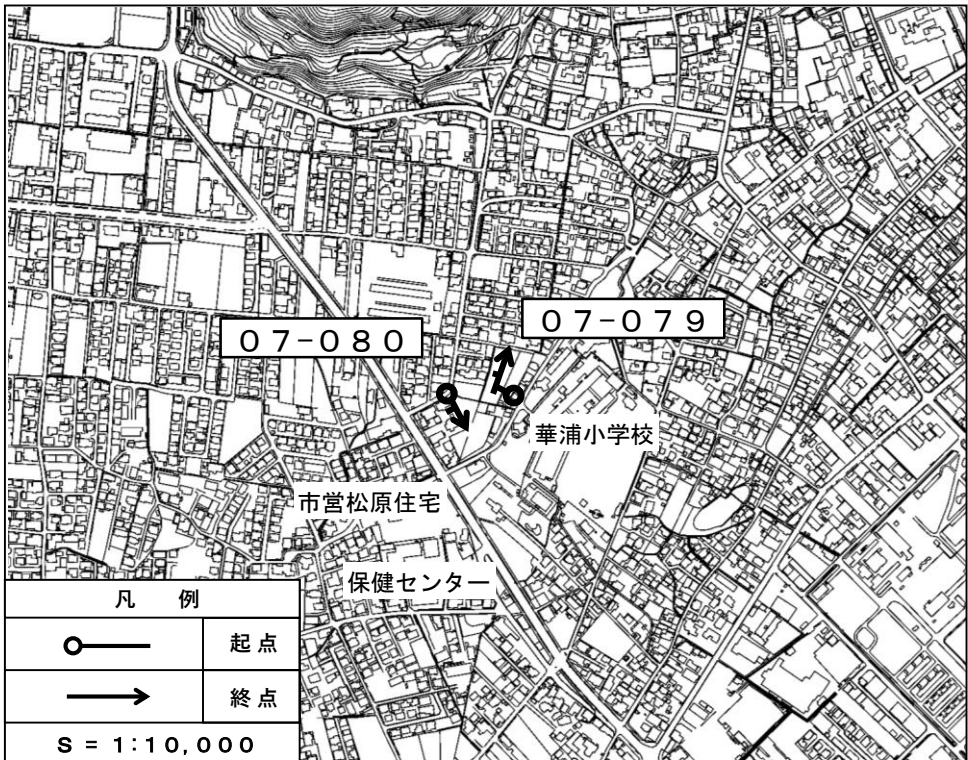 ０７-０７９
０７-０８０
華浦小学校
市営松原住宅
保健センター
凡 例
起点
終点
S = 1:10,000